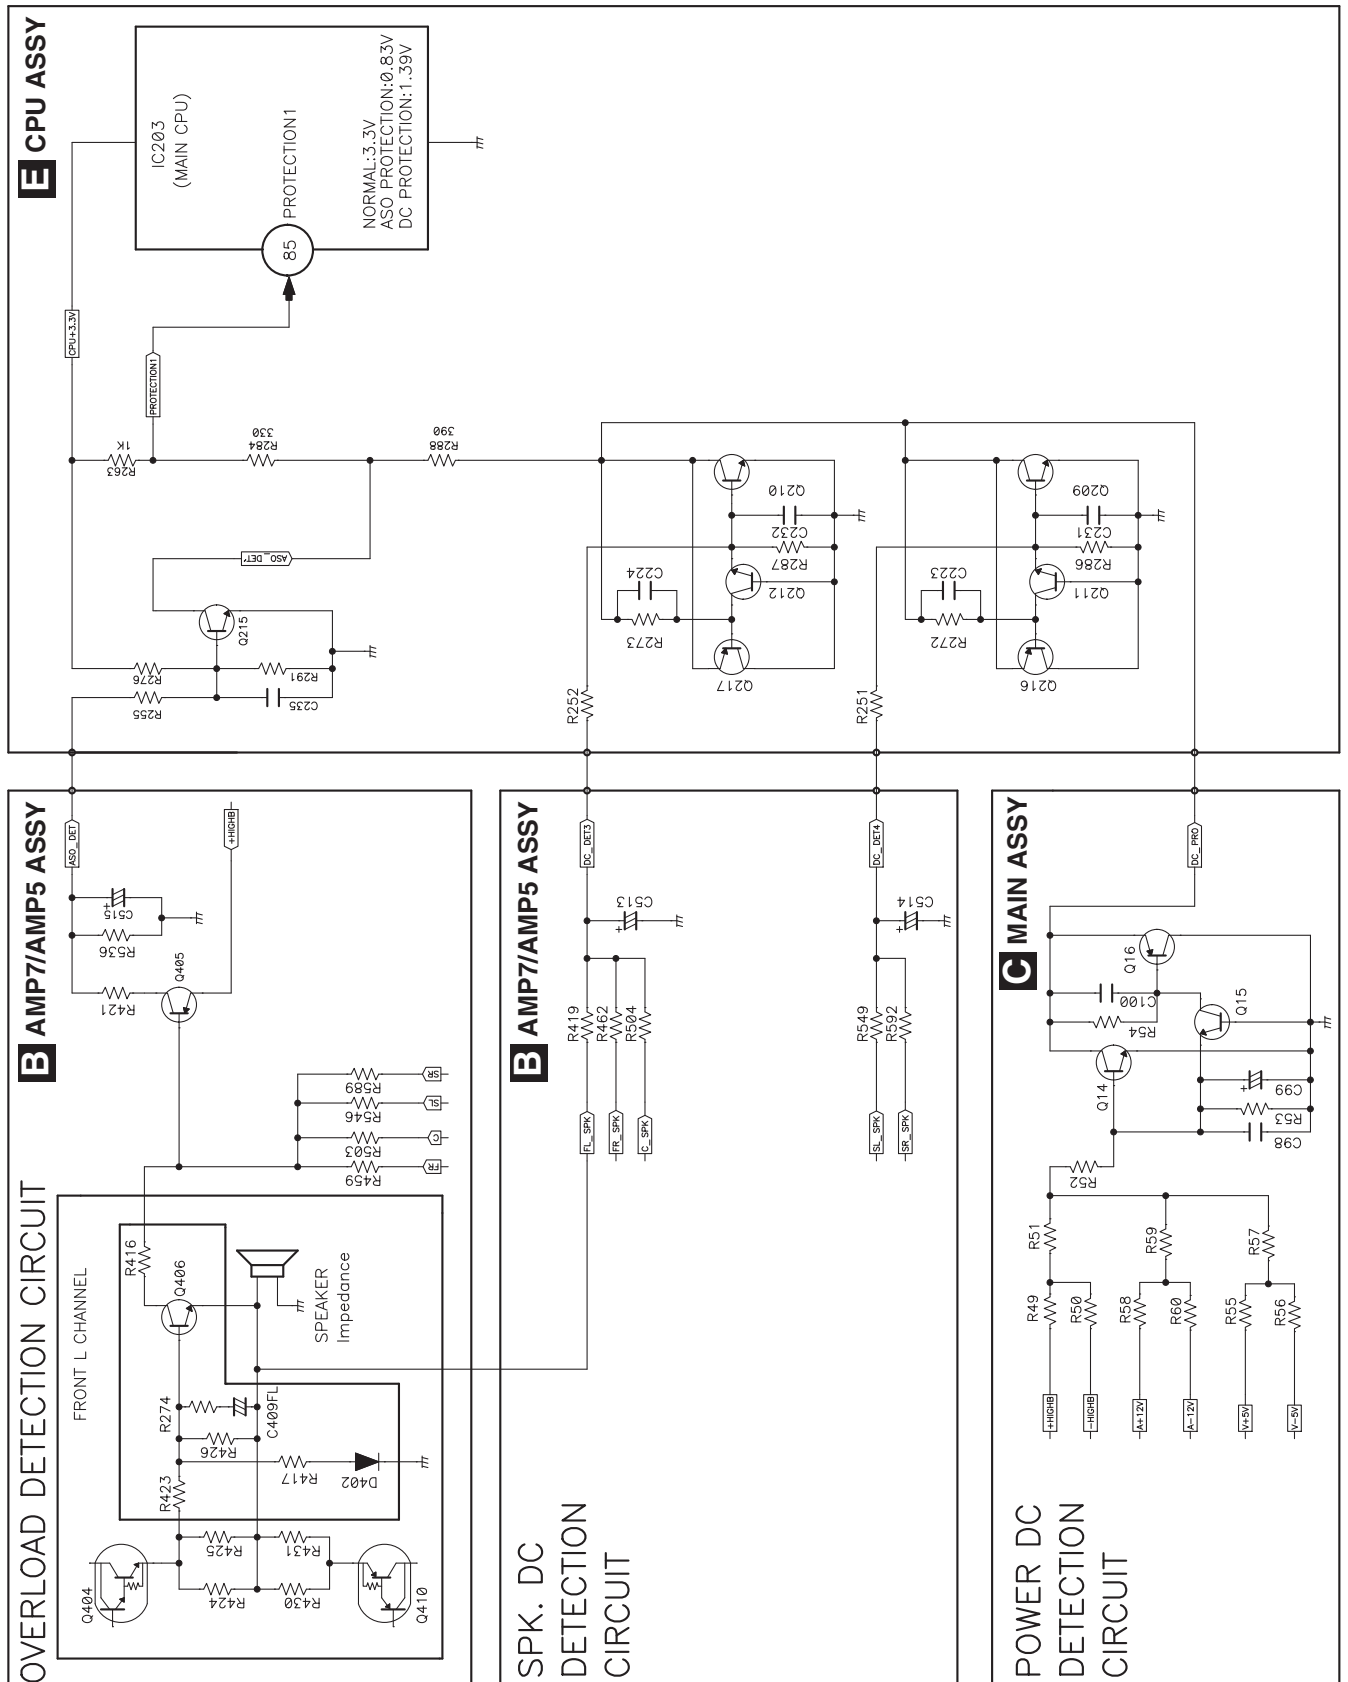 E CPU ASSY
IC203
(MAIN CPU)
PROTECTION1
85
NORMAL:3.3V
ASO PROTECTION:0.83V
DC PROTECTION:1.39V
CPU+3.3V
PROTECTION1
1K
R263
330
R284
390
R288
ASO_DET
Q215
R276
R255
R291
C235
Q210
C232
R287
C224
Q212
R273
Q217
R252
Q209
C231
R286
C223
Q211
R272
Q216
R251
B AMP7/AMP5 ASSY
OVERLOAD DETECTION CIRCUIT
ASO_DET
+HIGHB
C515
R536
R421
Q405
R589
SR
R546
SL
R503
C
R459
FR
FRONT L CHANNEL
R416
Q406
SPEAKER
Impedance
R274
C409FL
R426
R417
D402
R423
R425
R431
R424
R430
Q404
Q410
B AMP7/AMP5 ASSY
SPK. DC
DETECTION
CIRCUIT
DC_DET3
C513
R419
R462
R504
FL_SPK
FR_SPK
C_SPK
DC_DET4
C514
R549
R592
SL_SPK
SR_SPK
C MAIN ASSY
POWER DC
DETECTION
CIRCUIT
DC_PRO
Q16
C100
R54
Q15
Q14
C99
R53
C98
R52
R51
R59
R57
R49
R50
R58
R60
R55
R56
+HIGHB
-HIGHB
A+12V
A-12V
V+5V
V-5V